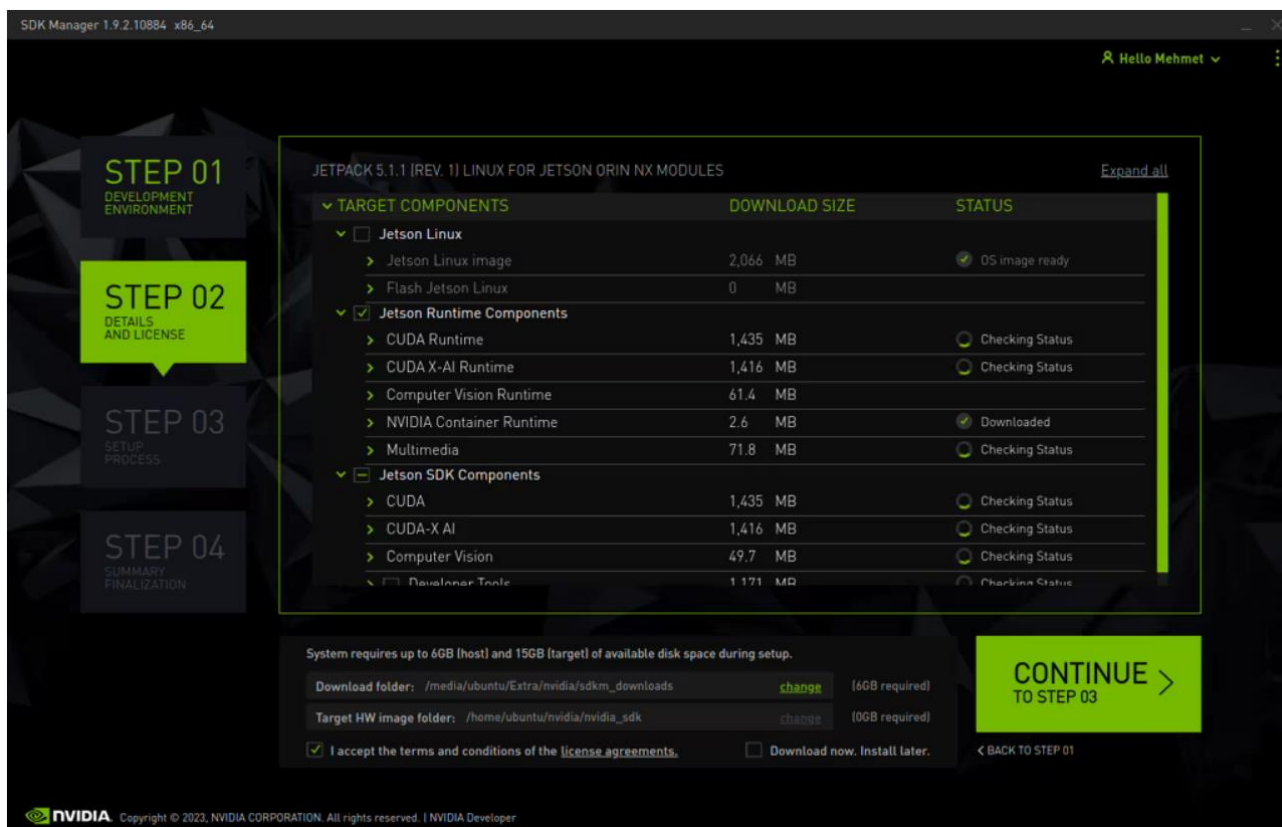 SDK Manager 1.9.2.10884 x86_64
Hello Mehmet
STEP 01
DEVELOPMENT
ENVIRONMENT
STEP 02
DETAILS
AND LICENSE
STEP 03
SETUP
PROCESS
STEP 04
SUMMARY
FINALIZATION
JETPACK 5.1.1 (REV. 1) LINUX FOR JETSON ORIN NX MODULES Expand all
TARGET COMPONENTS DOWNLOAD SIZE STATUS
Jetson Linux
Jetson Linux image 2,066 MB OS image ready
Flash Jetson Linux 0 MB
Jetson Runtime Components
CUDA Runtime 1,435 MB Checking Status
CUDA X-AI Runtime 1,416 MB Checking Status
Computer Vision Runtime 61.4 MB
NVIDIA Container Runtime 2.6 MB Downloaded
Multimedia 71.8 MB Checking Status
Jetson SDK Components
CUDA 1,435 MB Checking Status
CUDA-X AI 1,416 MB Checking Status
Computer Vision 49.7 MB Checking Status
Developer Tools 1,171 MB Checking Status
System requires up to 6GB (host) and 15GB (target) of available disk space during setup.
Download folder: /media/ubuntu/Extra/nvidia/sdkm_downloads change (6GB required)
Target HW image folder: /home/ubuntu/nvidia/nvidia_sdk change (0GB required)
I accept the terms and conditions of the license agreements. Download now. Install later.
CONTINUE
TO STEP 03
< BACK TO STEP 01
NVIDIA. Copyright © 2023, NVIDIA CORPORATION. All rights reserved. | NVIDIA Developer